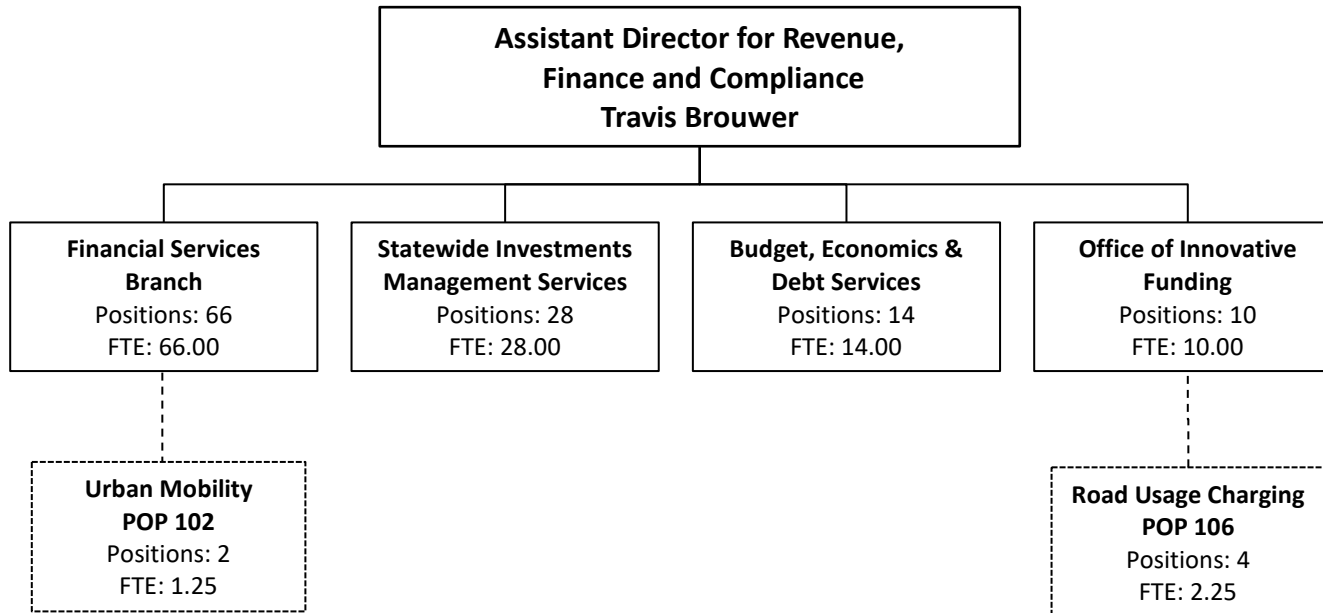 Assistant Director for Revenue,
Finance and Compliance
Travis Brouwer
Financial Services
Branch
Positions: 66
FTE: 66.00
Statewide Investments
Management Services
Positions: 28
FTE: 28.00
Budget, Economics &
Debt Services
Positions: 14
FTE: 14.00
Office of Innovative
Funding
Positions: 10
FTE: 10.00
Urban Mobility
POP 102
Positions: 2
FTE: 1.25
Road Usage Charging
POP 106
Positions: 4
FTE: 2.25